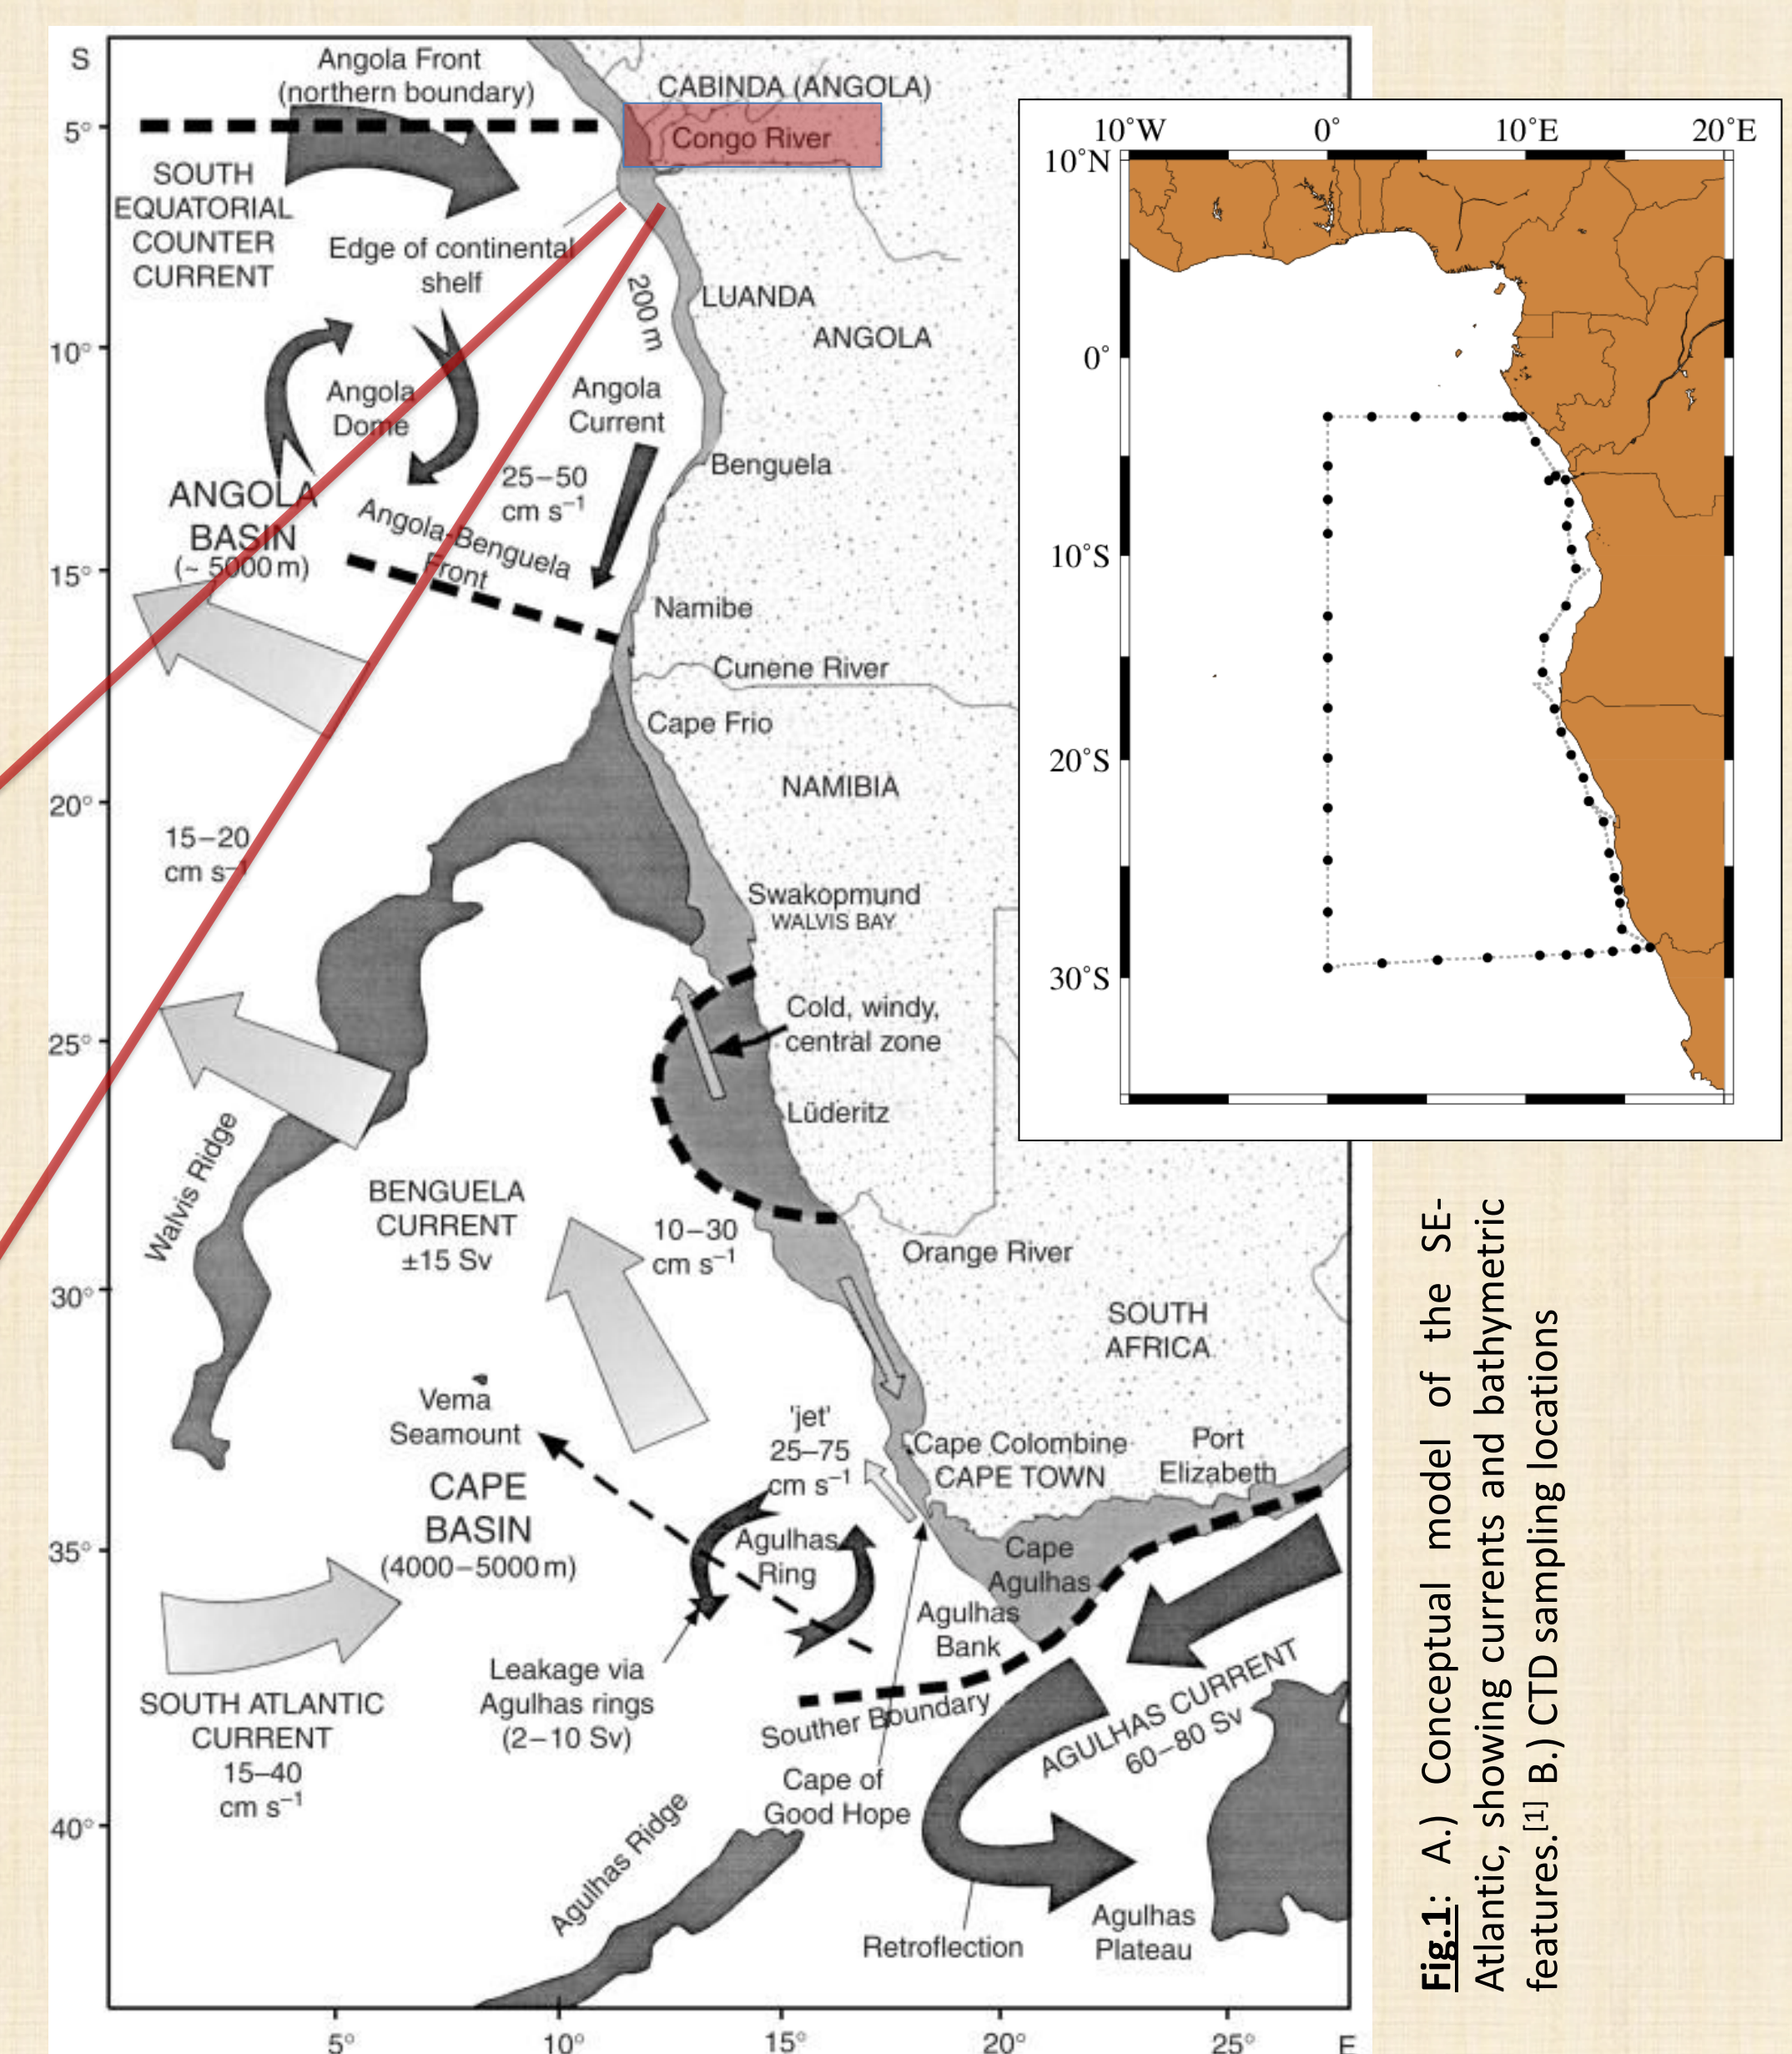 S
Angola Front
(northern boundary)
CABINDA (ANGOLA)
5°
Congo River
SOUTH
EQUATORIAL
COUNTER
CURRENT
Edge of continental
shelf
200 m
LUANDA
ANGOLA
10°
Angola
Dome
Angola
Current
25–50
cm s⁻¹
Benguela
ANGOLA
BASIN
(~ 5000 m)
Angola-Benguela
Front
15°
Namibe
Cunene River
Cape Frio
NAMIBIA
20°
15–20
cm s⁻¹
Swakopmund
WALVIS BAY
Cold, windy,
central zone
25°
Lüderitz
Walvis Ridge
BENGUELA
CURRENT
±15 Sv
10–30
cm s⁻¹
Orange River
30°
SOUTH
AFRICA
Vema
Seamount
'jet'
25–75
cm s⁻¹
Cape Colombine
CAPE TOWN
Port
Elizabeth
CAPE
BASIN
(4000–5000 m)
35°
Agulhas
Ring
Cape
Agulhas
Agulhas
Bank
Leakage via
Agulhas rings
(2–10 Sv)
SOUTH ATLANTIC
CURRENT
15–40
cm s⁻¹
Souther Boundary
AGULHAS CURRENT
60–80 Sv
Cape of
Good Hope
40°
Agulhas Ridge
Retroflection
Agulhas
Plateau
5°
10°
15°
20°
25°
E
10°W
0°
10°E
20°E
10°N
0°
10°S
20°S
30°S
Fig.1: A.) Conceptual model of the SE-
Atlantic, showing currents and bathymetric
features.[1] B.) CTD sampling locations